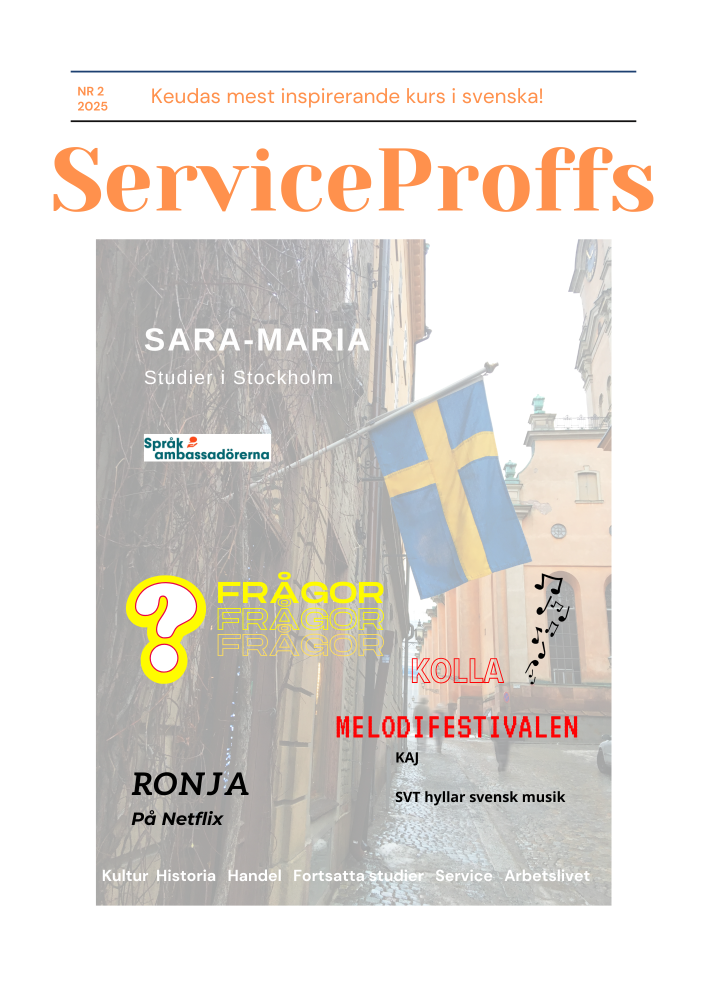 NR 2
2025
Keudas mest inspirerande kurs i svenska!
ServiceProffs
SARA-MARIA
Studier i Stockholm
Språk
ambassadörerna
?
FRÅGOR
FRÅGOR
FRÅGOR
KOLLA
MELODIFESTIVALEN
KAJ
SVT hyllar svensk musik
RONJA
På Netflix
Kultur Historia Handel Fortsatta studier Service Arbetslivet